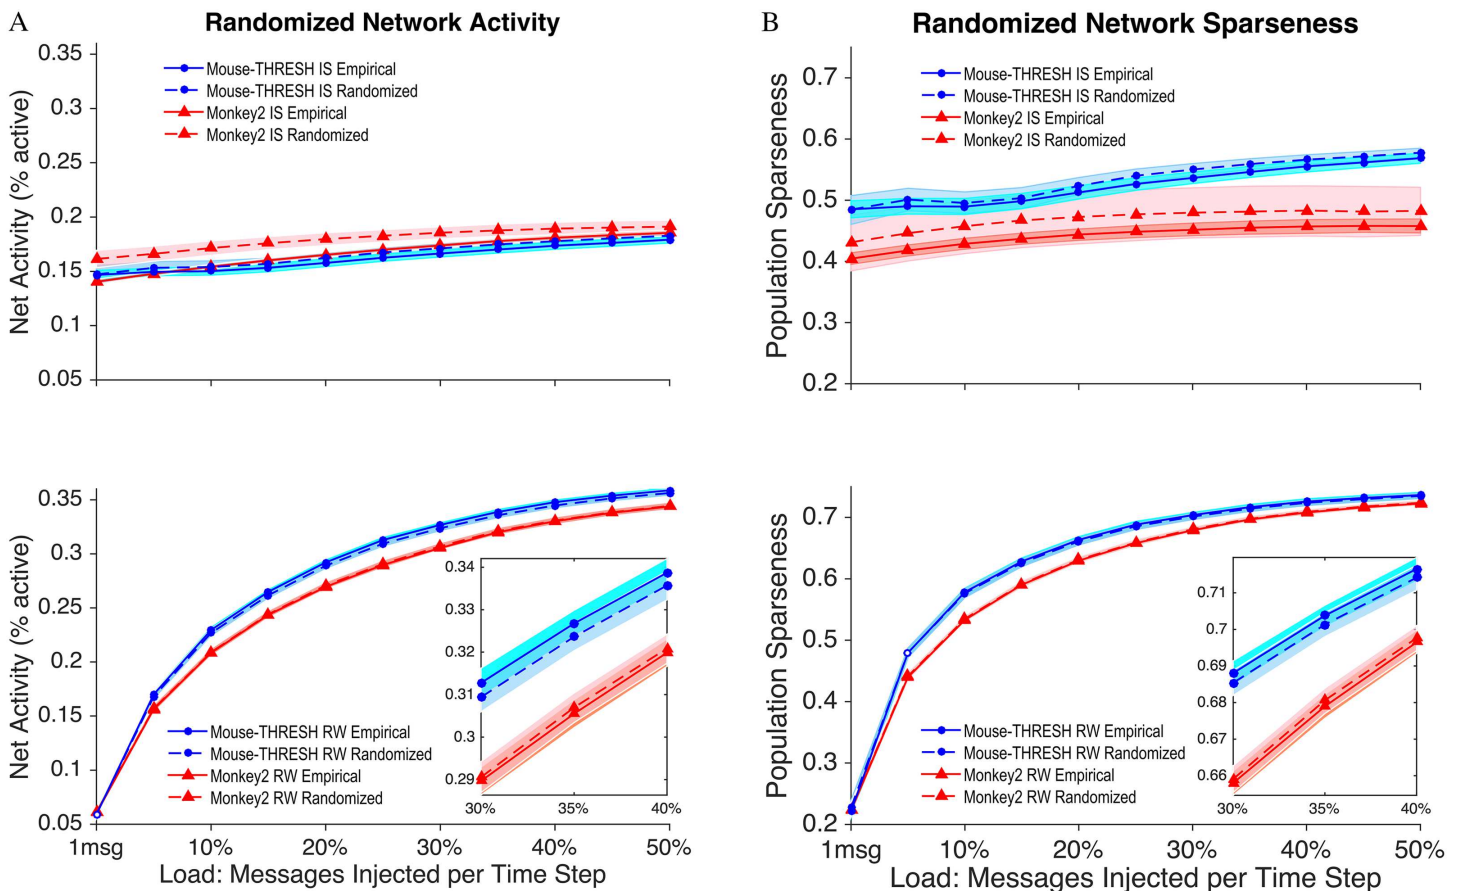 A
Randomized Network Activity
Net Activity (% active)
0.35
0.3
0.25
0.2
0.15
0.1
0.05
Mouse-THRESH IS Empirical
Mouse-THRESH IS Randomized
Monkey2 IS Empirical
Monkey2 IS Randomized
B
Randomized Network Sparseness
Population Sparseness
0.7
0.6
0.5
0.4
0.3
0.2
Mouse-THRESH IS Empirical
Mouse-THRESH IS Randomized
Monkey2 IS Empirical
Monkey2 IS Randomized
Net Activity (% active)
0.35
0.3
0.25
0.2
0.15
0.1
0.05
Mouse-THRESH RW Empirical
Mouse-THRESH RW Randomized
Monkey2 RW Empirical
Monkey2 RW Randomized
0.34
0.33
0.32
0.31
0.3
0.29
30% 35% 40%
1msg 10% 20% 30% 40% 50%
Load: Messages Injected per Time Step
Population Sparseness
0.7
0.6
0.5
0.4
0.3
0.2
Mouse-THRESH RW Empirical
Mouse-THRESH RW Randomized
Monkey2 RW Empirical
Monkey2 RW Randomized
0.71
0.7
0.69
0.68
0.67
0.66
30% 35% 40%
1msg 10% 20% 30% 40% 50%
Load: Messages Injected per Time Step